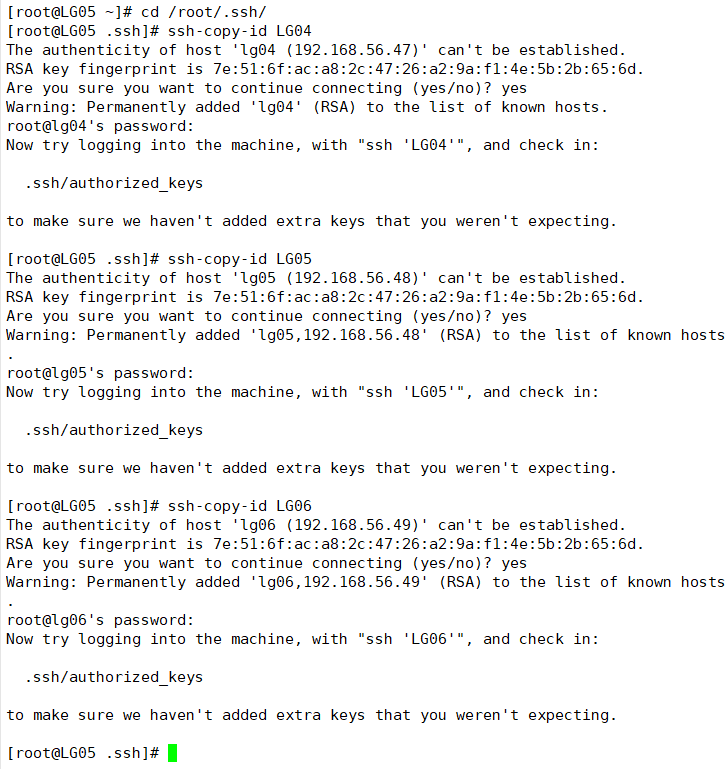 [root@LG05 ~]# cd /root/.ssh/
[root@LG05 .ssh]# ssh-copy-id LG04
The authenticity of host 'lg04 (192.168.56.47)' can't be established.
RSA key fingerprint is 7e:51:6f:ac:a8:2c:47:26:a2:9a:f1:4e:5b:2b:65:6d.
Are you sure you want to continue connecting (yes/no)? yes
Warning: Permanently added 'lg04' (RSA) to the list of known hosts.
root@lg04's password:
Now try logging into the machine, with "ssh 'LG04'", and check in:

  .ssh/authorized_keys

to make sure we haven't added extra keys that you weren't expecting.

[root@LG05 .ssh]# ssh-copy-id LG05
The authenticity of host 'lg05 (192.168.56.48)' can't be established.
RSA key fingerprint is 7e:51:6f:ac:a8:2c:47:26:a2:9a:f1:4e:5b:2b:65:6d.
Are you sure you want to continue connecting (yes/no)? yes
Warning: Permanently added 'lg05,192.168.56.48' (RSA) to the list of known hosts
.
root@lg05's password:
Now try logging into the machine, with "ssh 'LG05'", and check in:

  .ssh/authorized_keys

to make sure we haven't added extra keys that you weren't expecting.

[root@LG05 .ssh]# ssh-copy-id LG06
The authenticity of host 'lg06 (192.168.56.49)' can't be established.
RSA key fingerprint is 7e:51:6f:ac:a8:2c:47:26:a2:9a:f1:4e:5b:2b:65:6d.
Are you sure you want to continue connecting (yes/no)? yes
Warning: Permanently added 'lg06,192.168.56.49' (RSA) to the list of known hosts
.
root@lg06's password:
Now try logging into the machine, with "ssh 'LG06'", and check in:

  .ssh/authorized_keys

to make sure we haven't added extra keys that you weren't expecting.

[root@LG05 .ssh]#